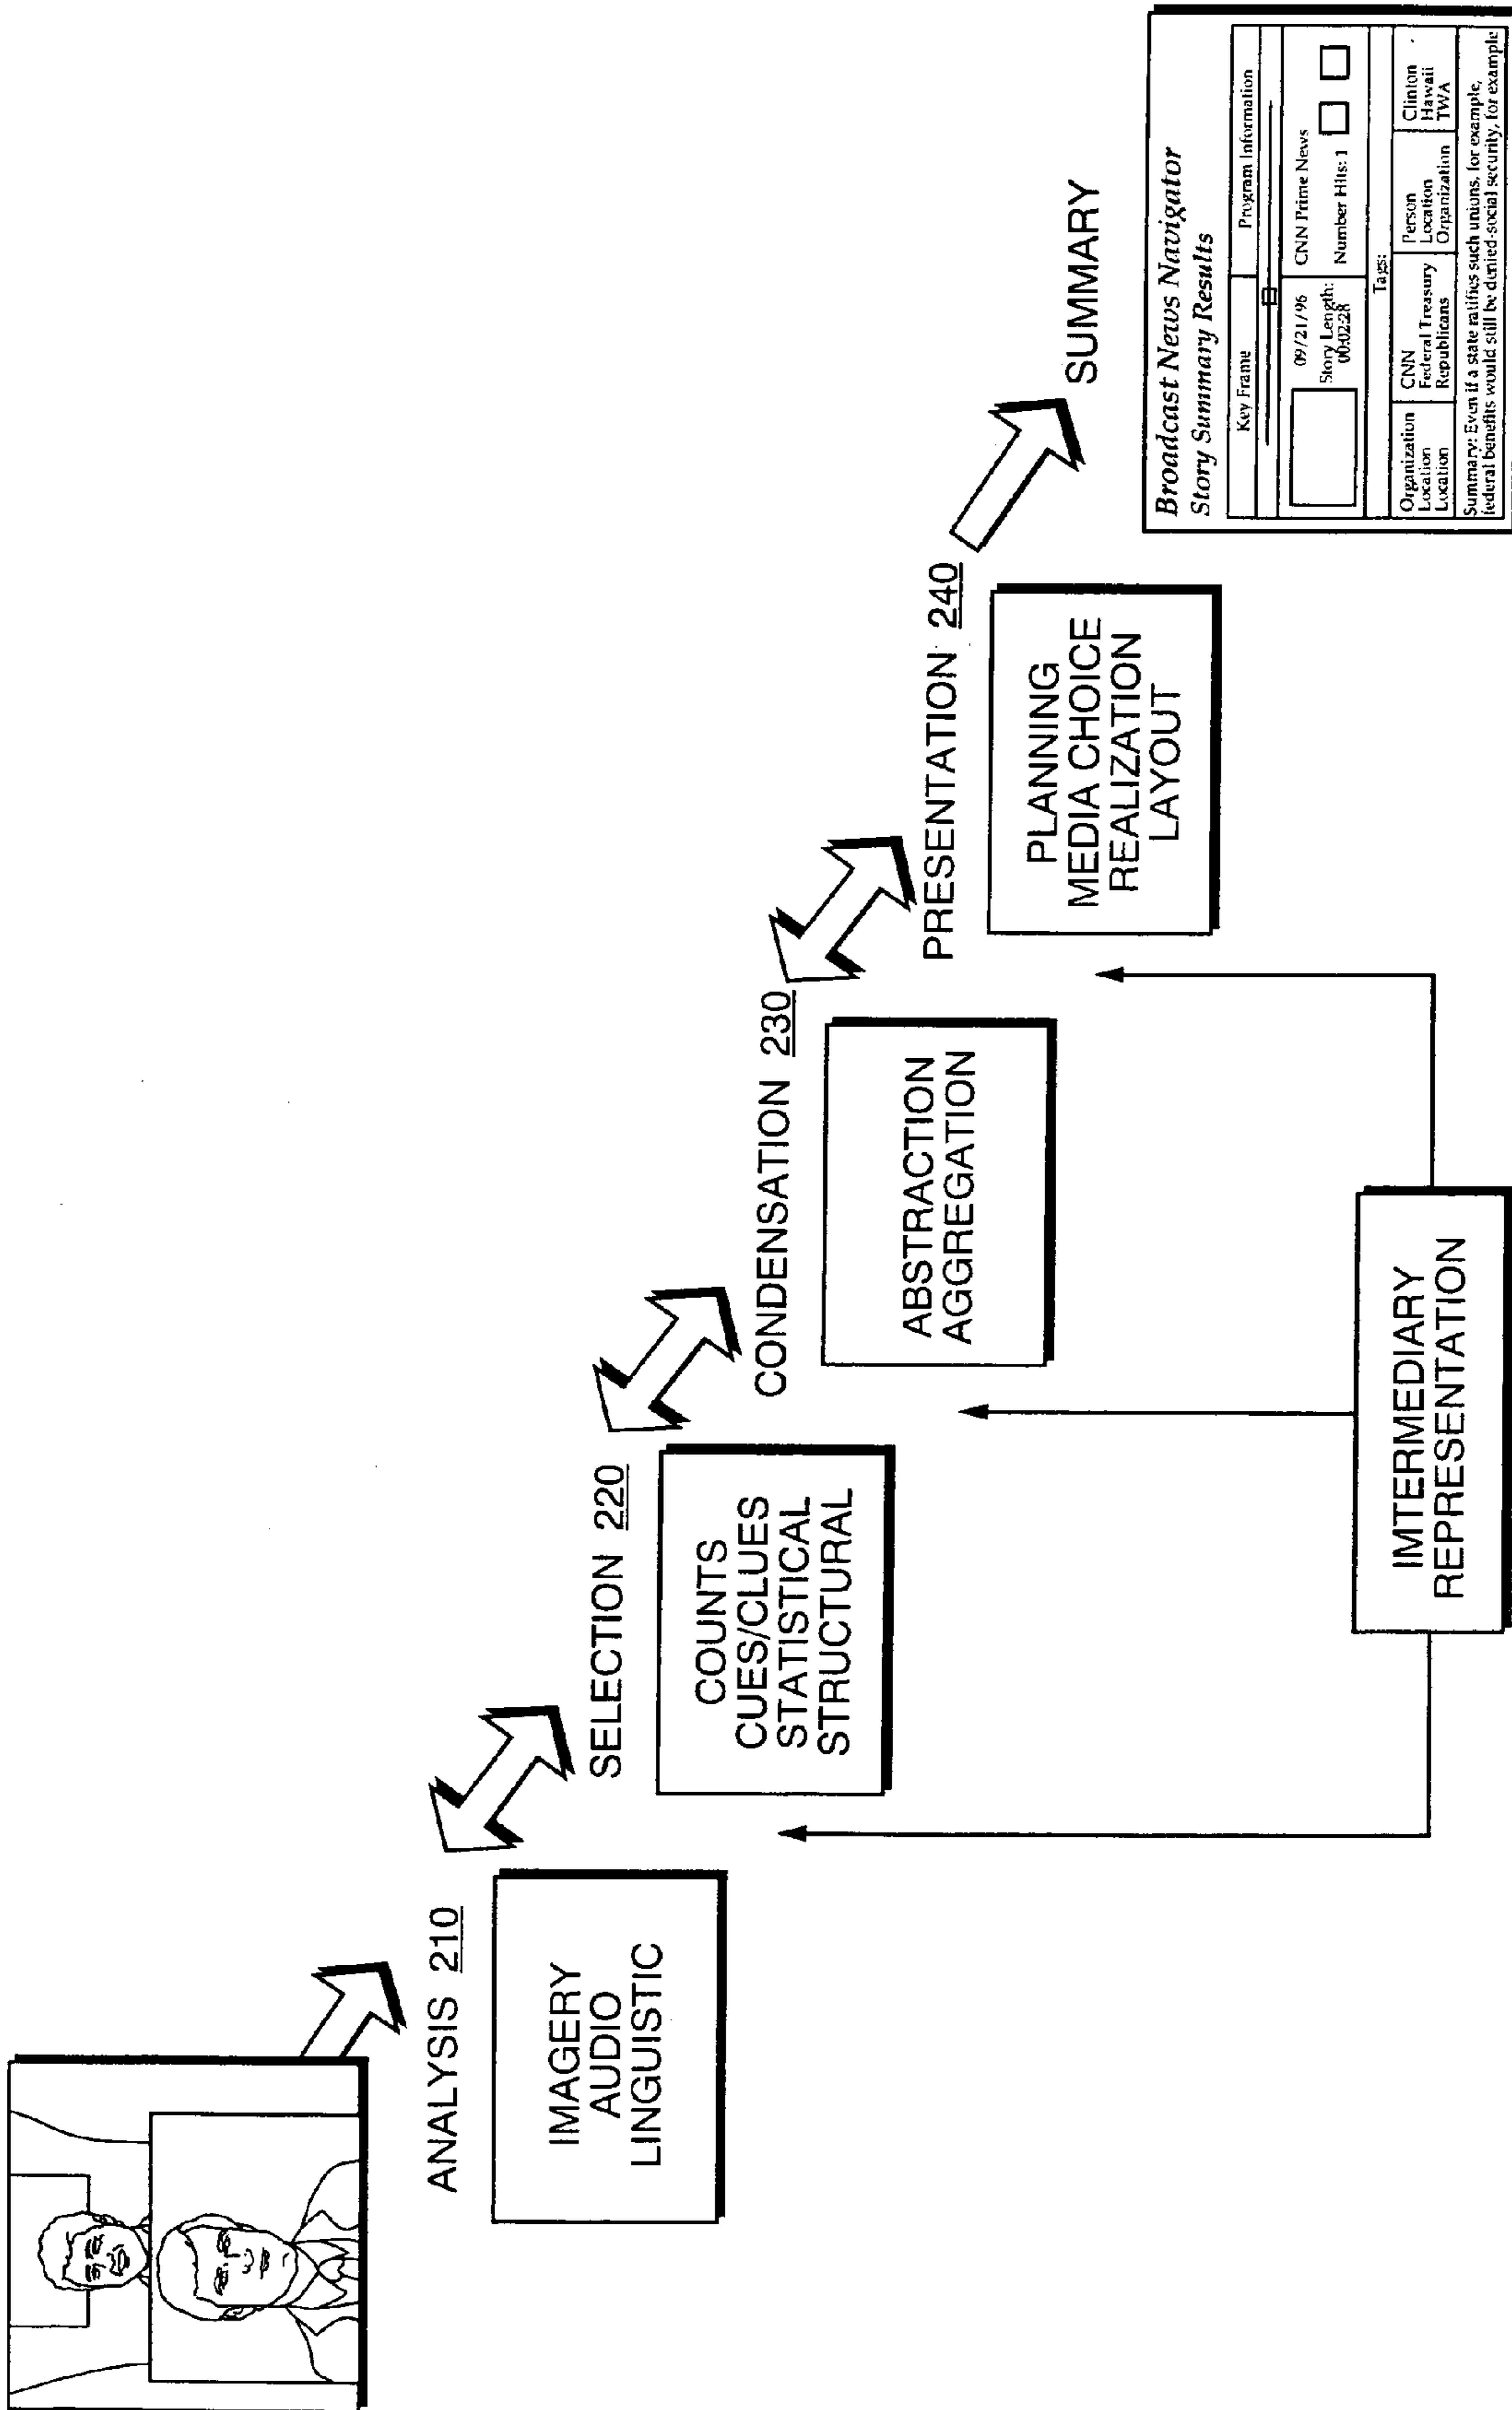 ANALYSIS 210
IMAGERY
AUDIO
LINGUISTIC
SELECTION 220
COUNTS
CUES/CLUES
STATISTICAL
STRUCTURAL
CONDENSATION 230
ABSTRACTION
AGGREGATION
PRESENTATION 240
PLANNING
MEDIA CHOICE
REALIZATION
LAYOUT
IMTERMEDIARY
REPRESENTATION
SUMMARY
Broadcast News Navigator
Story Summary Results
Key Frame Program Information
09/21/96 CNN Prime News
Story Length: Number Hits: 1
00:02:28
Tags:
Organization CNN Person Clinton
Location Federal Treasury Location Hawaii
Location Republicans Organization TWA
Summary: Even if a state ratifies such unions, for example,
federal benefits would still be denied-social security, for example